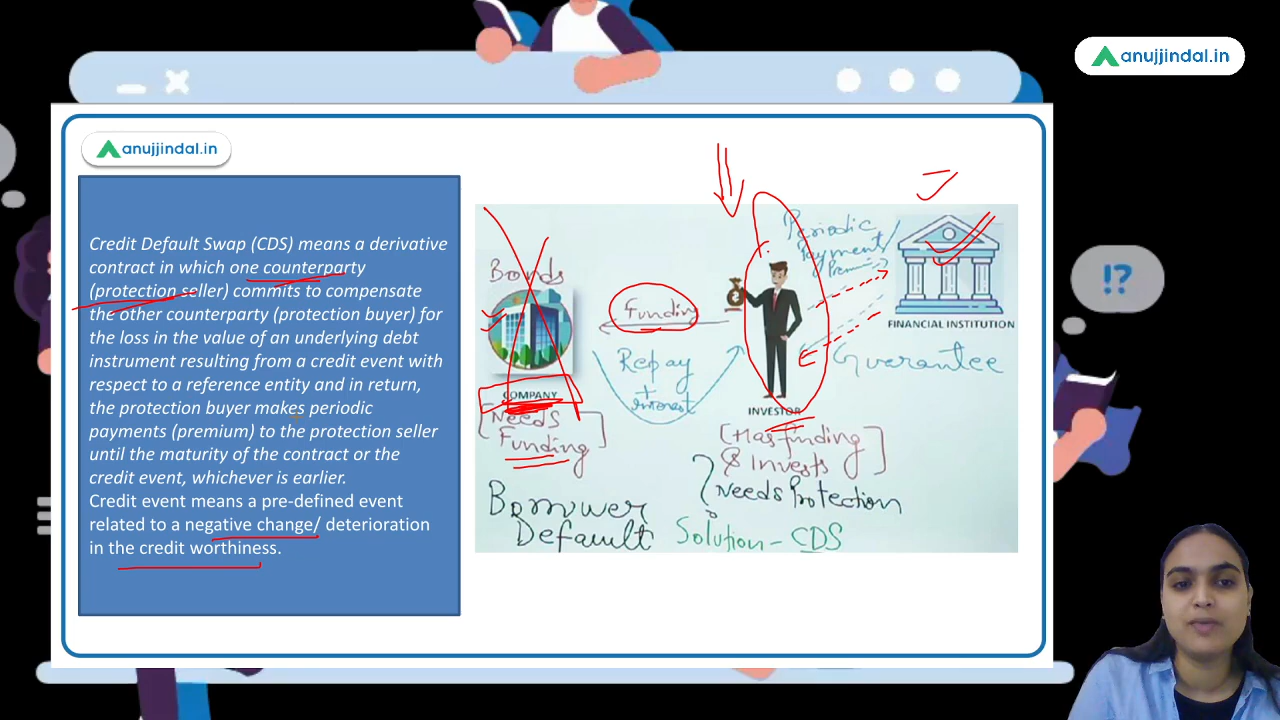 anujjindal.in
anujjindal.in
Credit Default Swap (CDS) means a derivative
contract in which one counterparty
(protection seller) commits to compensate
the other counterparty (protection buyer) for
the loss in the value of an underlying debt
instrument resulting from a credit event with
respect to a reference entity and in return,
the protection buyer makes periodic
payments (premium) to the protection seller
until the maturity of the contract or the
credit event, whichever is earlier.
Credit event means a pre-defined event
related to a negative change/ deterioration
in the credit worthiness.
Bonds
COMPANY
[Needs
Funding]
Borrower
Default
Funding
Repay
+
interest
INVESTOR
[Has funding
& Invests]
Needs Protection
?
Solution - CDS
Periodic
Payment
Premium
FINANCIAL INSTITUTION
Guarantee
!?